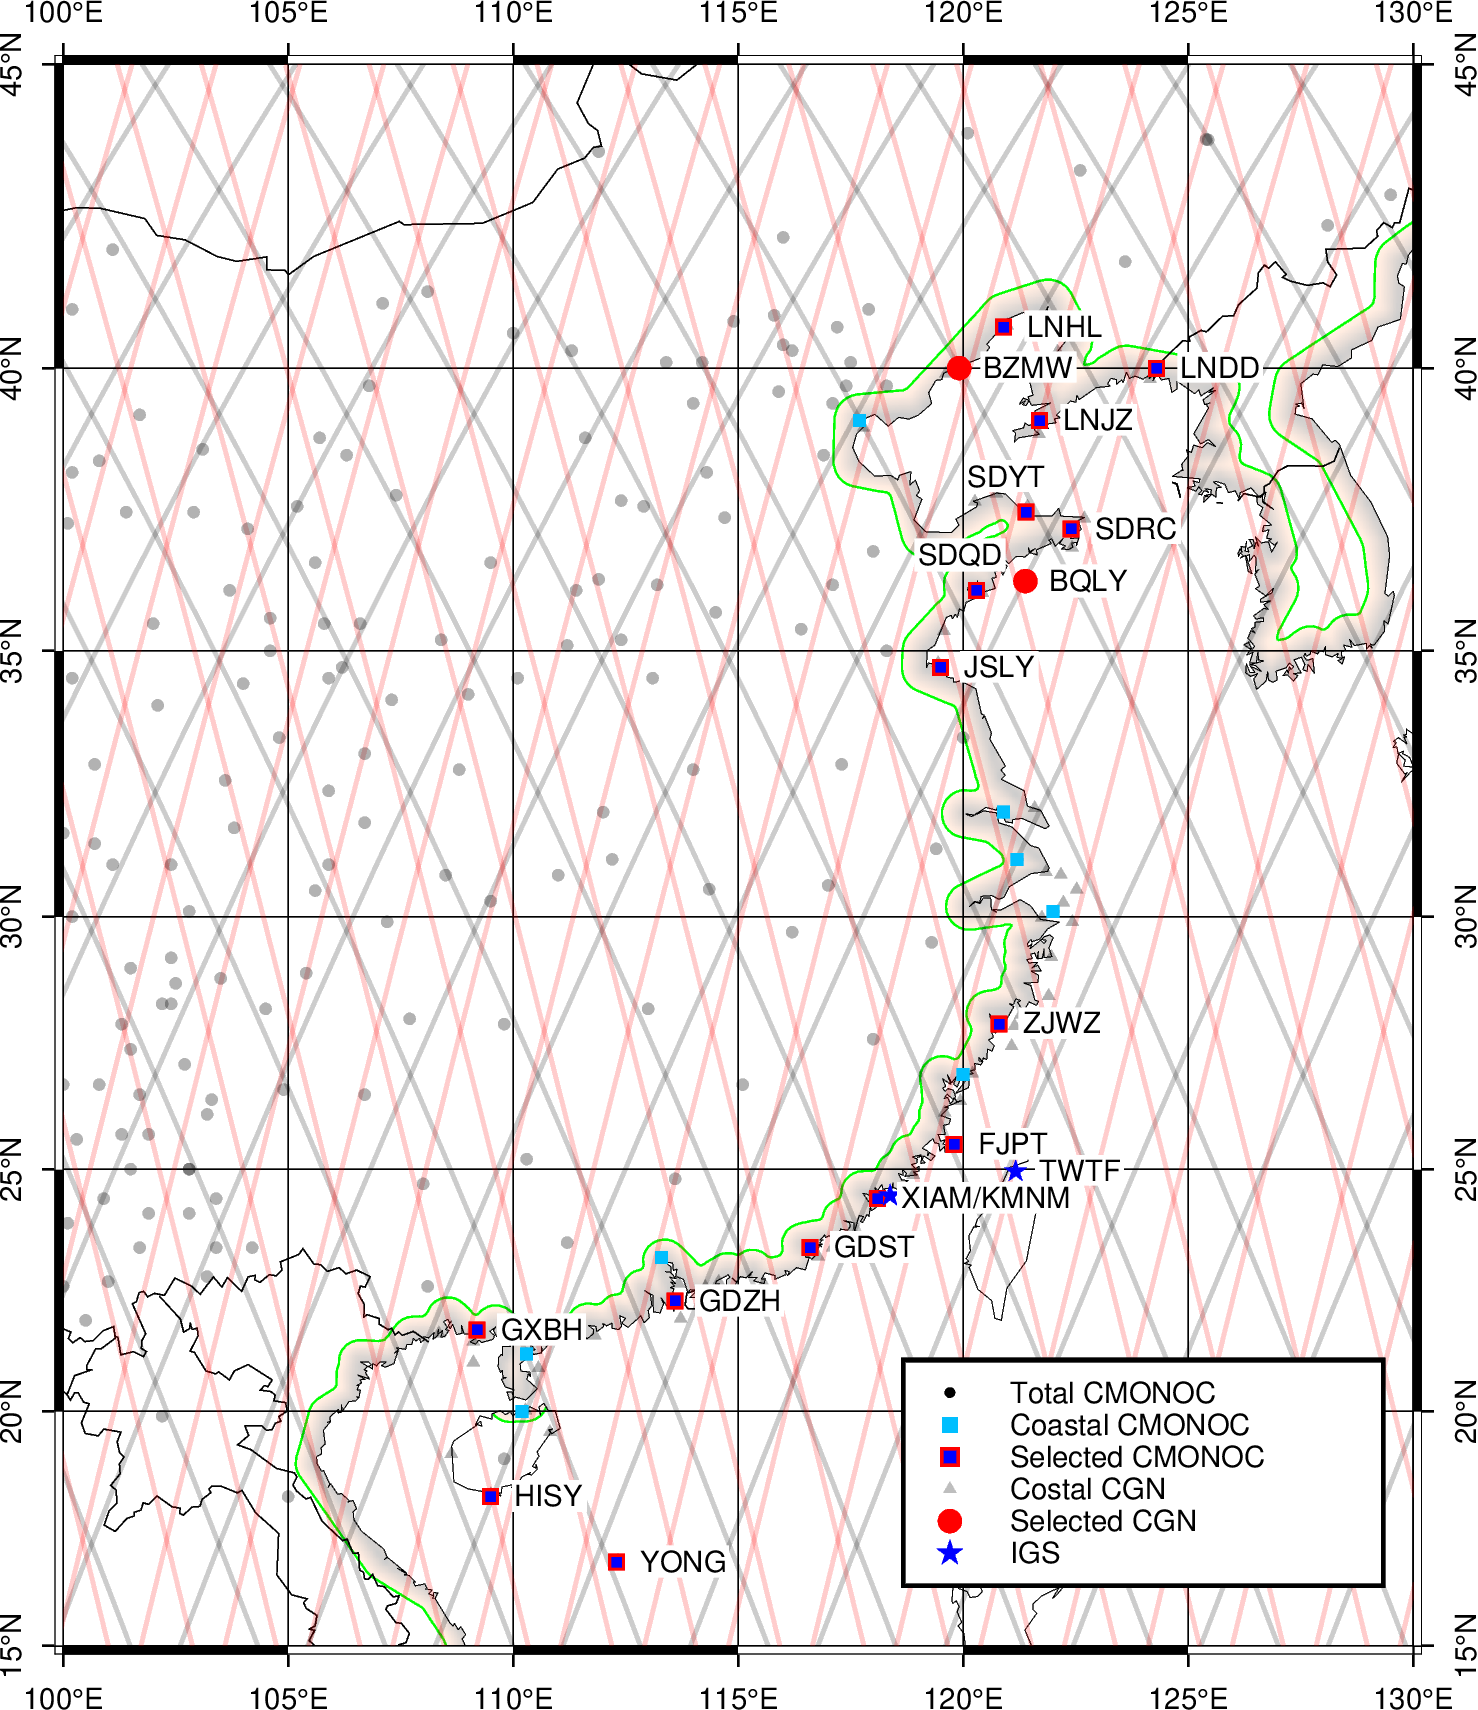 100°E 105°E 110°E 115°E 120°E 125°E 130°E
45°N 45°N
LNHL
40°N BZMW LNDD 40°N
LNJZ
SDYT
SDRC
SDQD
BQLY
35°N JSLY 35°N
30°N 30°N
ZJWZ
FJPT
25°N TWTF 25°N
XIAM/KMNM
GDST
GDZH
GXBH
20°N 20°N
Total CMONOC
Coastal CMONOC
Selected CMONOC
Costal CGN
Selected CGN
IGS
HISY
YONG
15°N 15°N
100°E 105°E 110°E 115°E 120°E 125°E 130°E